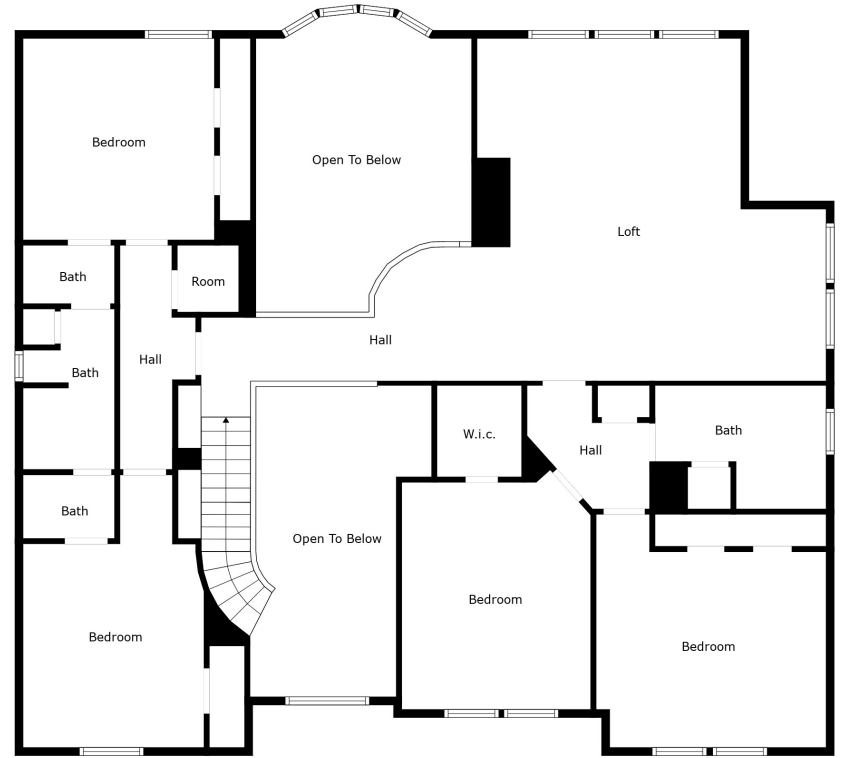 Bedroom
Open To Below
Loft
Bath
Room
Hall
Hall
Bath
W.i.c.
Hall
Bath
Bath
Open To Below
Bedroom
Bedroom
Bedroom